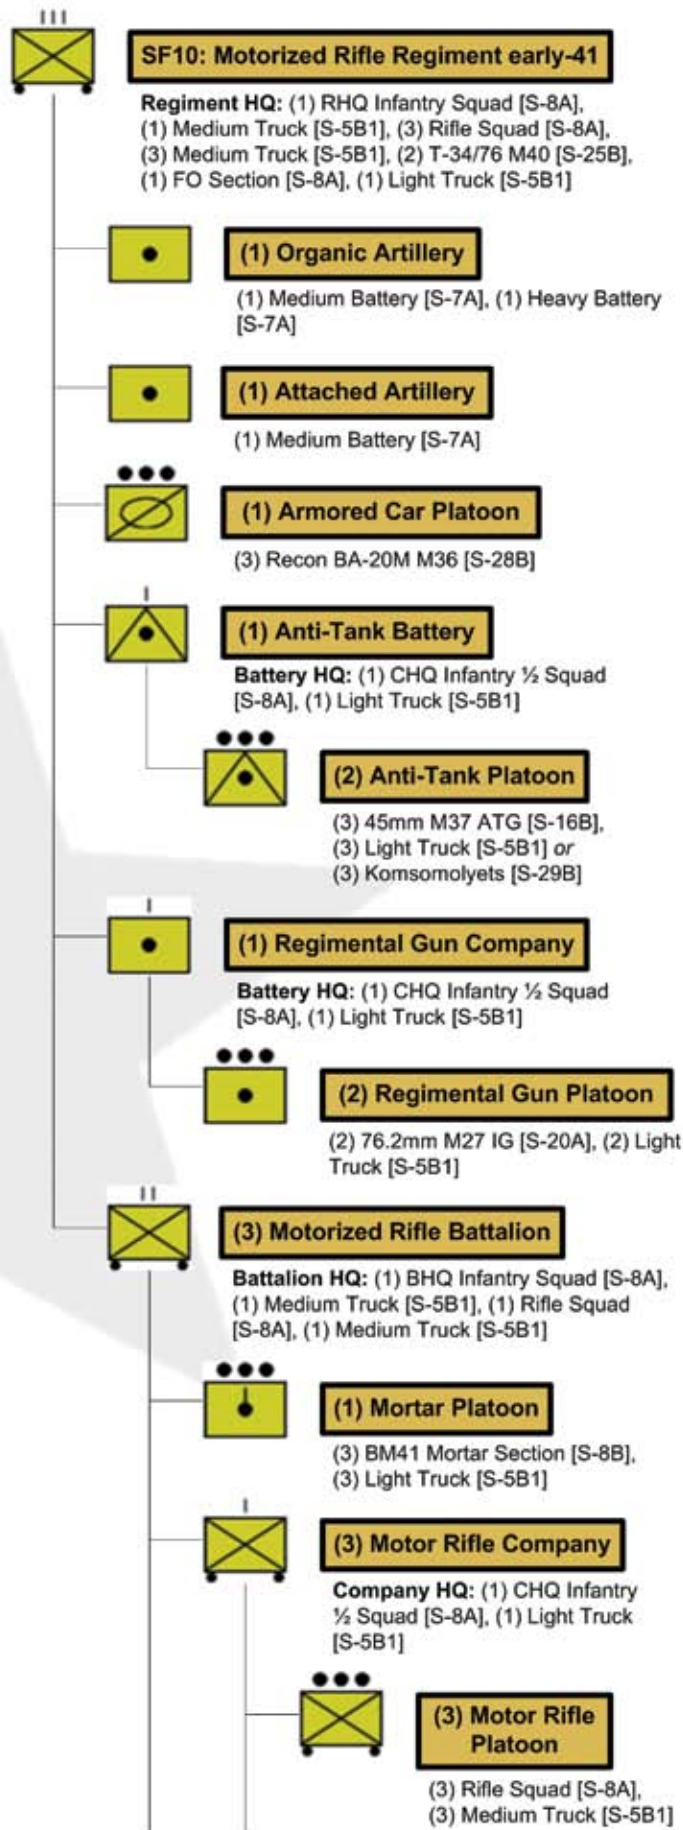 SF10: Motorized Rifle Regiment early-41
Regiment HQ: (1) RHQ Infantry Squad [S-8A],
(1) Medium Truck [S-5B1], (3) Rifle Squad [S-8A],
(3) Medium Truck [S-5B1], (2) T-34/76 M40 [S-25B],
(1) FO Section [S-8A], (1) Light Truck [S-5B1]
(1) Organic Artillery
(1) Medium Battery [S-7A], (1) Heavy Battery
[S-7A]
(1) Attached Artillery
(1) Medium Battery [S-7A]
(1) Armored Car Platoon
(3) Recon BA-20M M36 [S-28B]
(1) Anti-Tank Battery
Battery HQ: (1) CHQ Infantry ½ Squad
[S-8A], (1) Light Truck [S-5B1]
(2) Anti-Tank Platoon
(3) 45mm M37 ATG [S-16B],
(3) Light Truck [S-5B1] or
(3) Komsomolyets [S-29B]
(1) Regimental Gun Company
Battery HQ: (1) CHQ Infantry ½ Squad
[S-8A], (1) Light Truck [S-5B1]
(2) Regimental Gun Platoon
(2) 76.2mm M27 IG [S-20A], (2) Light
Truck [S-5B1]
(3) Motorized Rifle Battalion
Battalion HQ: (1) BHQ Infantry Squad [S-8A],
(1) Medium Truck [S-5B1], (1) Rifle Squad
[S-8A], (1) Medium Truck [S-5B1]
(1) Mortar Platoon
(3) BM41 Mortar Section [S-8B],
(3) Light Truck [S-5B1]
(3) Motor Rifle Company
Company HQ: (1) CHQ Infantry
½ Squad [S-8A], (1) Light Truck
[S-5B1]
(3) Motor Rifle
Platoon
(3) Rifle Squad [S-8A],
(3) Medium Truck [S-5B1]